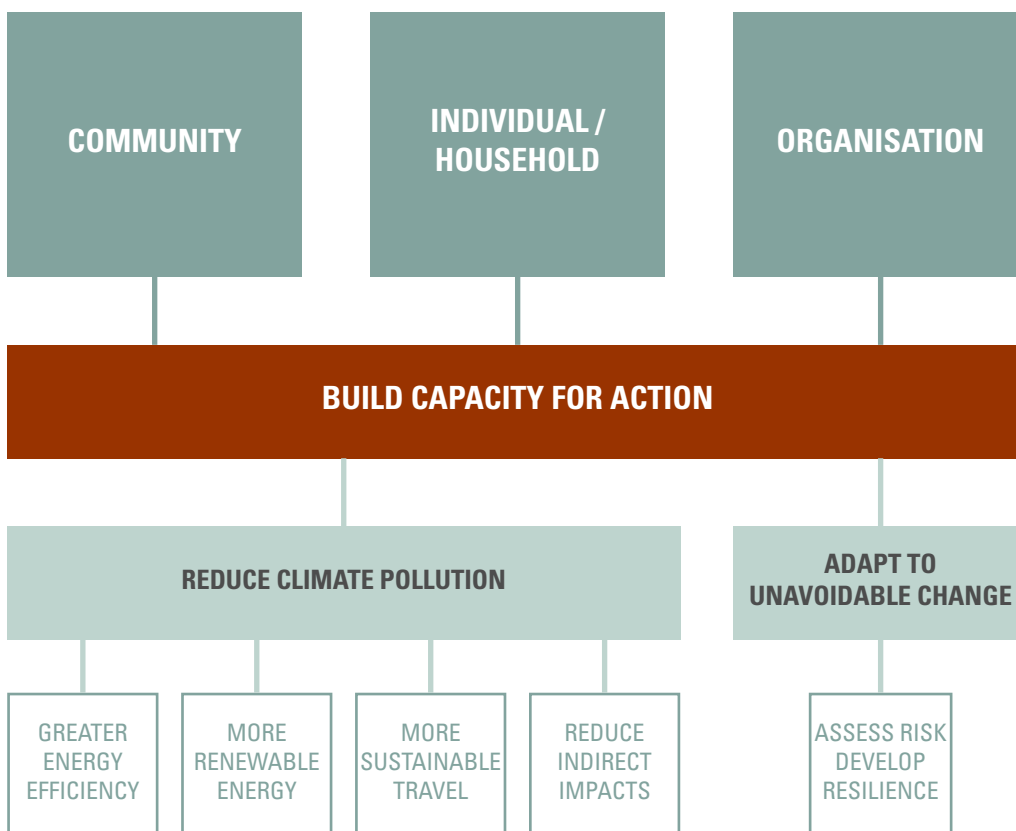 COMMUNITY
INDIVIDUAL /
HOUSEHOLD
ORGANISATION
BUILD CAPACITY FOR ACTION
REDUCE CLIMATE POLLUTION
ADAPT TO
UNAVOIDABLE CHANGE
GREATER
ENERGY
EFFICIENCY
MORE
RENEWABLE
ENERGY
MORE
SUSTAINABLE
TRAVEL
REDUCE
INDIRECT
IMPACTS
ASSESS RISK
DEVELOP
RESILIENCE